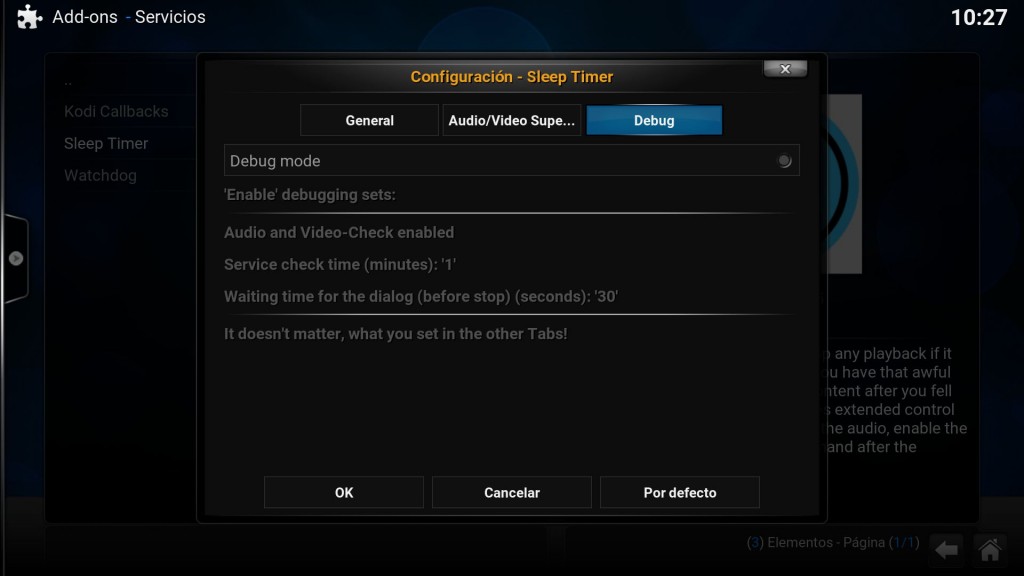 Add-ons - Servicios
10:27
..
Kodi Callbacks
Sleep Timer
Watchdog
Configuración - Sleep Timer
General
Audio/Video Supe...
Debug
Debug mode
'Enable' debugging sets:
Audio and Video-Check enabled
Service check time (minutes): '1'
Waiting time for the dialog (before stop) (seconds): '30'
It doesn't matter, what you set in the other Tabs!
OK
Cancelar
Por defecto
any playback if it
have that awful
after you fell
extended control
audio, enable the
and after the
(3) Elementos - Página (1/1)